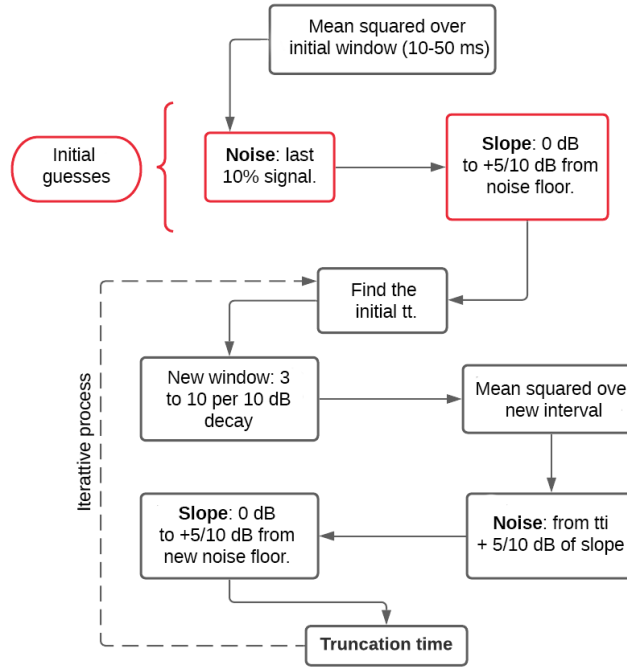 Mean squared over
initial window (10-50 ms)
Initial
guesses
Noise: last
10% signal.
Slope: 0 dB
to +5/10 dB from
noise floor.
Find the
initial tt.
New window: 3
to 10 per 10 dB
decay
Mean squared ove
new interval
Iterattive process
Slope: 0 dB
to +5/10 dB from
new noise floor.
Noise: from tti
+ 5/10 dB of slope
Truncation time